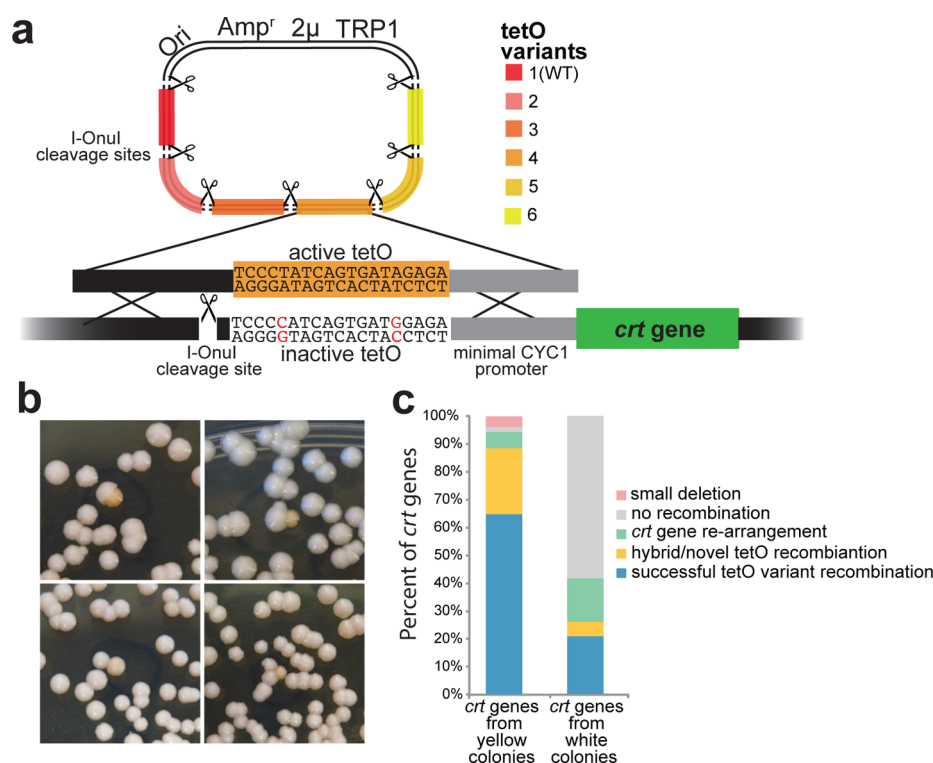 a
Ori
Ampʳ
2μ
TRP1
tetO
variants
1(WT)
2
3
4
5
6
I-OnuI
cleavage sites
active tetO
TCCCTATCAGTGATAGAGA
AGGGATAGTCACTATCTCT
TCCCCATCAGTGATGGAGA
AGGGGTAGTCACTACCTCT
I-OnuI
cleavage site
inactive tetO
minimal CYC1
promoter
crt gene
b
c
Percent of crt genes
100%
90%
80%
70%
60%
50%
40%
30%
20%
10%
0%
crt genes
from
yellow
colonies
crt genes
from
white
colonies
small deletion
no recombination
crt gene re-arrangement
hybrid/novel tetO recombiantion
successful tetO variant recombination